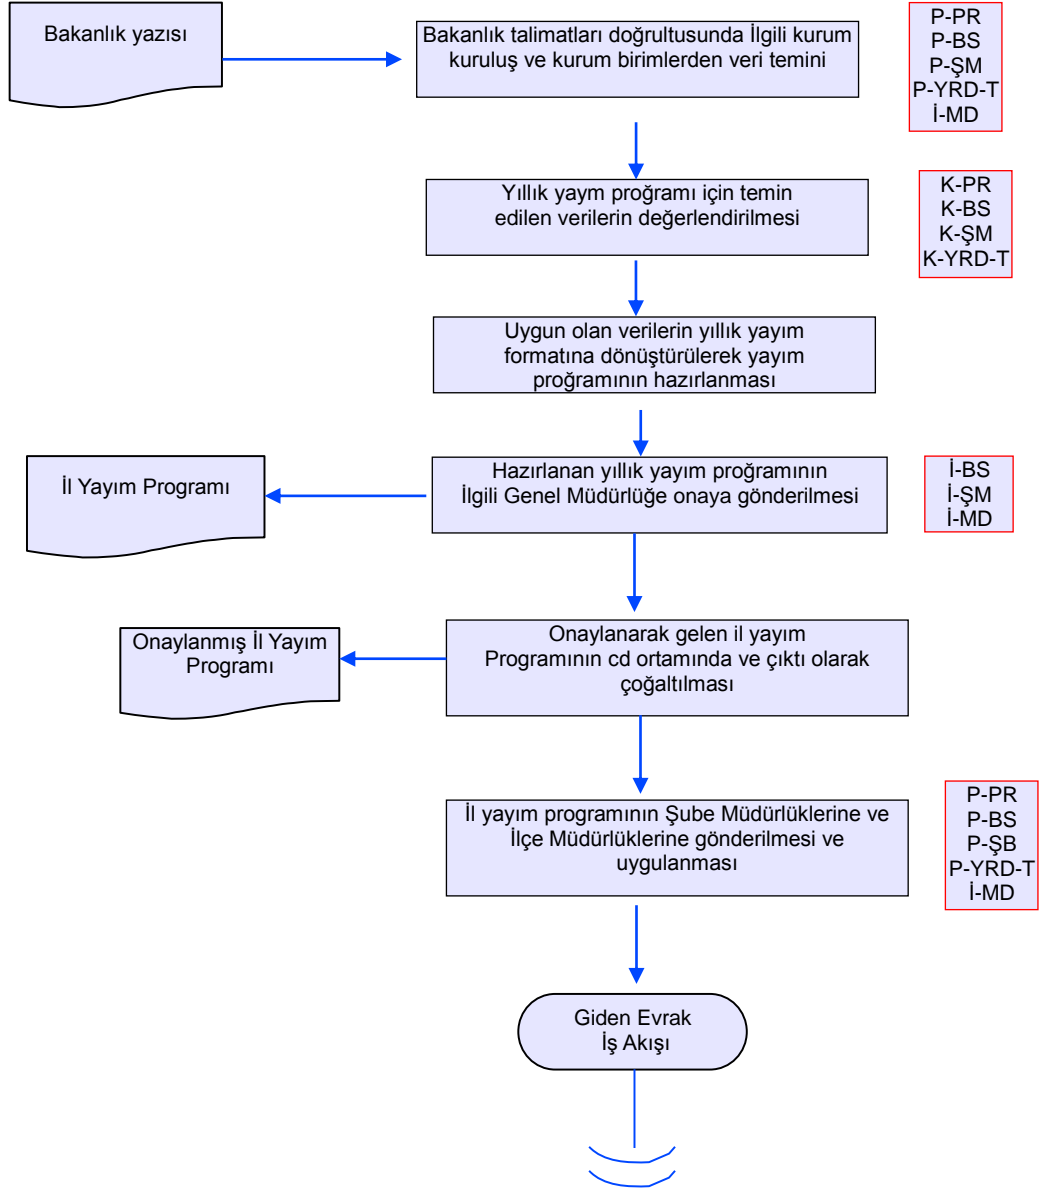 Bakanlık yazısı
Bakanlık talimatları doğrultusunda İlgili kurum
kuruluş ve kurum birimlerden veri temini
P-PR
P-BS
P-ŞM
P-YRD-T
İ-MD
Yıllık yaym proğramı için temin
edilen verilerin değerlendirilmesi
K-PR
K-BS
K-ŞM
K-YRD-T
Uygun olan verilerin yıllık yayım
formatına dönüştürülerek yayım
proğramının hazırlanması
İl Yayım Programı
Hazırlanan yıllık yayım proğramının
İlgili Genel Müdürlüğe onaya gönderilmesi
İ-BS
İ-ŞM
İ-MD
Onaylanmış İl Yayım
Programı
Onaylanarak gelen il yayım
Programının cd ortamında ve çıktı olarak
çoğaltılması
İl yayım programının Şube Müdürlüklerine ve
İlçe Müdürlüklerine gönderilmesi ve
uygulanması
P-PR
P-BS
P-ŞB
P-YRD-T
İ-MD
Giden Evrak
İş Akışı